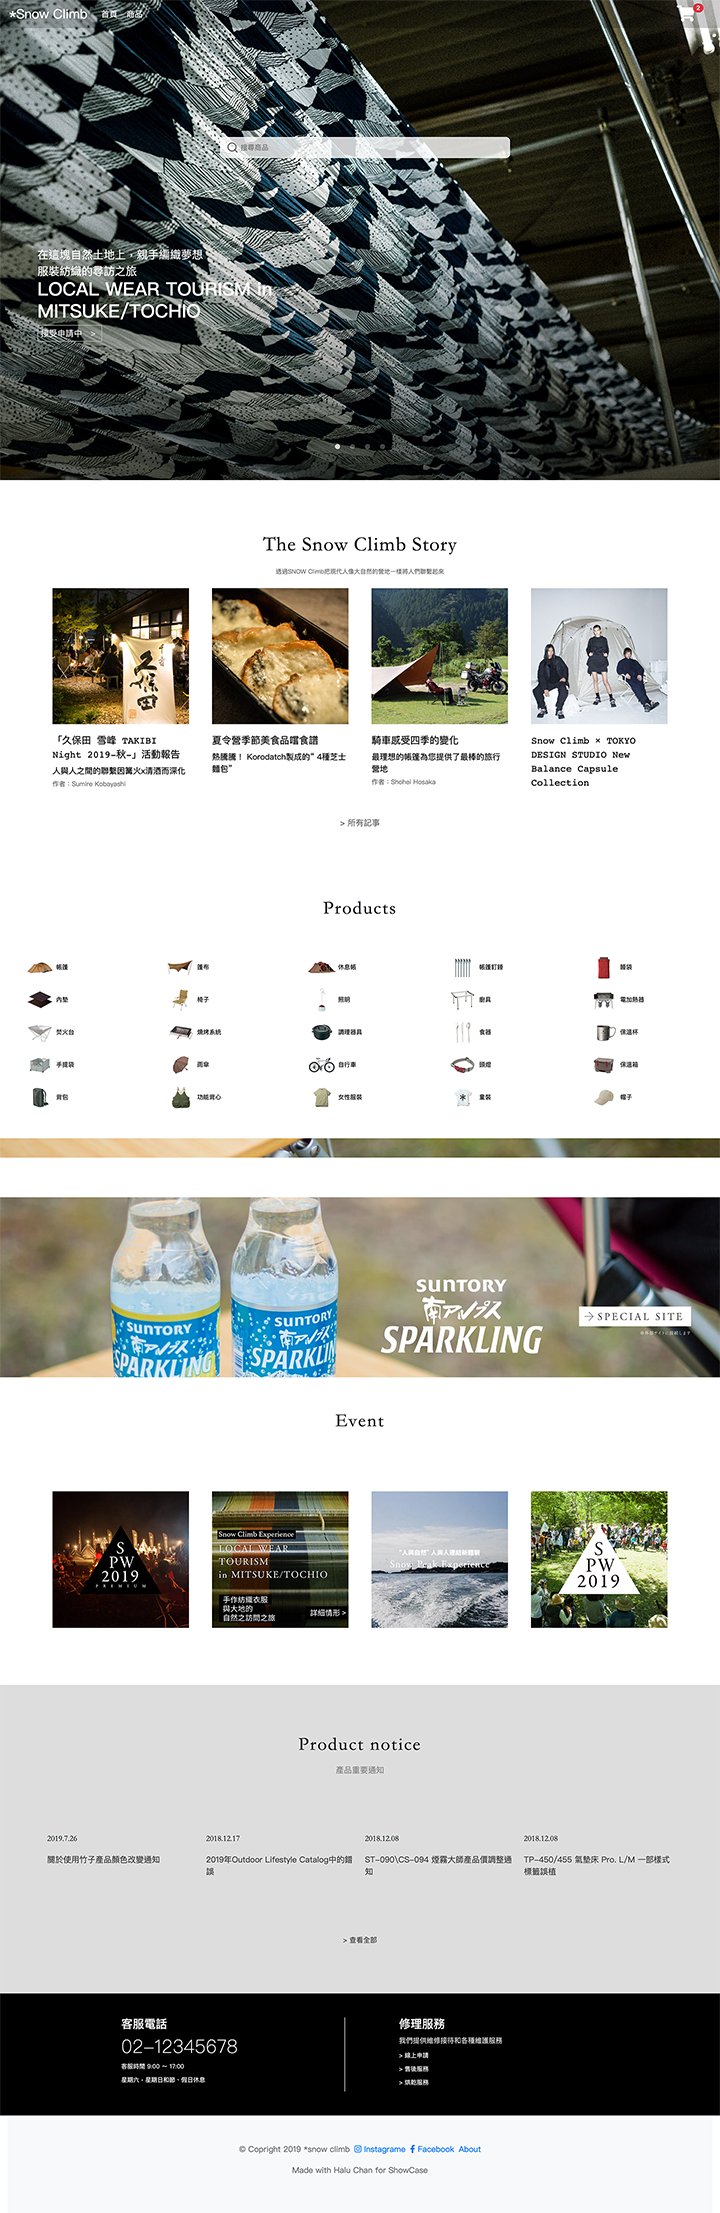 *Snow Climb 首頁 商品 2
搜尋商品
在這塊自然土地上，親手編織夢想
服裝紡織的尋訪之旅
LOCAL WEAR TOURISM in
MITSUKE/TOCHIO
接受申請中 >
The Snow Climb Story
透過SNOW Climb把現代人像大自然的營地一樣將人們聯繫起來
千壽
久保田
「久保田 雪峰 TAKIBI
Night 2019-秋-」活動報告
人與人之間的聯繫因篝火x清酒而深化
作者：Sumire Kobayashi
夏令營季節美食品嚐食譜
熱騰騰！ Korodatch製成的" 4種芝士
麵包"
騎車感受四季的變化
最理想的帳篷為您提供了最棒的旅行
營地
作者：Shohei Hosaka
Snow Climb × TOKYO
DESIGN STUDIO New
Balance Capsule
Collection
> 所有記事
Products
帳篷 篷布 休息帳 帳篷釘錘 睡袋
內墊 椅子 照明 廚具 電加熱器
焚火台 燒烤系統 調理器具 食器 保溫杯
手提袋 雨傘 自行車 頭燈 保溫箱
背包 功能背心 女性服裝 童裝 帽子
SUNTORY
南アルプス
SPARKLING
SUNTORY
南アルプス
SPARKLIN
SUNTORY
南アルプス
SPARKLING
SPECIAL SITE
※外部サイトに接続します
Event
S
PW
2019
PREMIUM
Snow Climb Experience
LOCAL WEAR
TOURISM
in MITSUKE/TOCHIO
手作紡織衣服
與大地的
自然之訪問之旅
詳細情形 >
"人與自然" 人與人連結新體驗
Snow Peak Experience
S
PW
2019
Product notice
產品重要通知
2019.7.26
關於使用竹子產品顏色改變通知
2018.12.17
2019年Outdoor Lifestyle Catalog中的錯
誤
2018.12.08
ST-090\CS-094 煙霧大師產品價調整通
知
2018.12.08
TP-450/455 氣墊床 Pro. L/M 一部樣式
標籤誤植
> 查看全部
客服電話
02-12345678
客服時間 9:00 ～ 17:00
星期六，星期日和節、假日休息
修理服務
我們提供維修接待和各種維護服務
> 線上申請
> 售後服務
> 烘乾服務
© Copright 2019 *snow climb Instagrame Facebook About
Made with Halu Chan for ShowCase